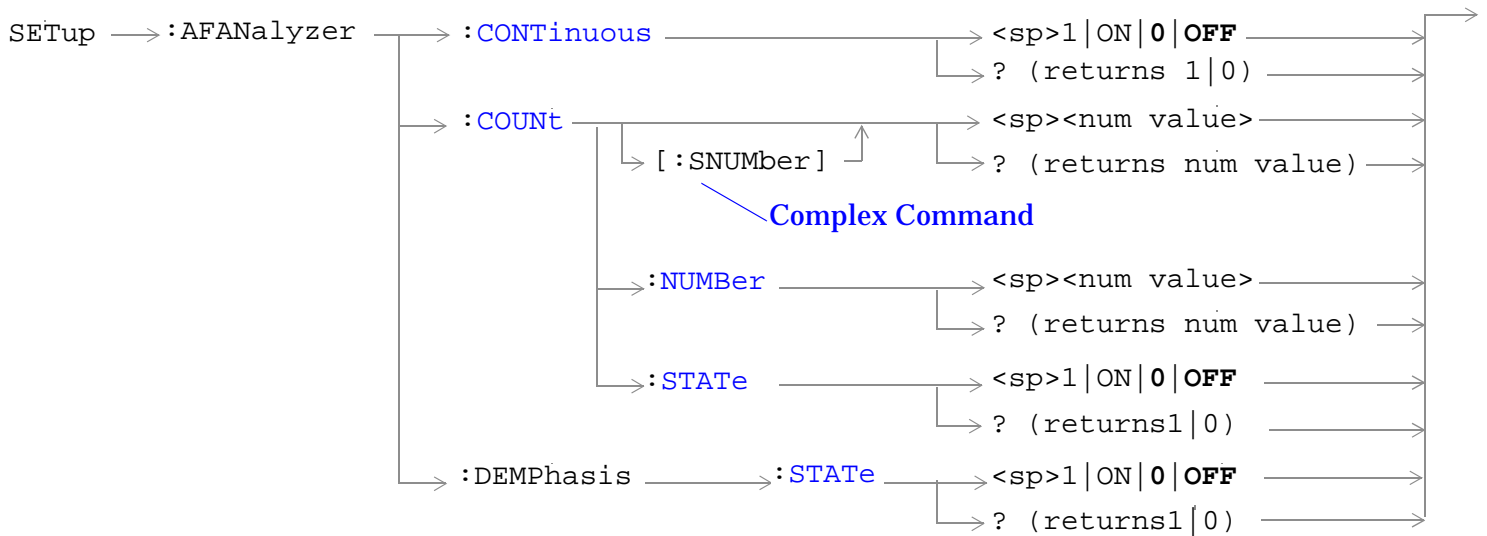 SETup :AFANalyzer :CONTinuous <sp>1|ON|0|OFF
? (returns 1|0)
:COUNt <sp><num value>
[:SNUMber] ? (returns num value)
Complex Command
:NUMBer <sp><num value>
? (returns num value)
:STATe <sp>1|ON|0|OFF
? (returns1|0)
:DEMPhasis :STATe <sp>1|ON|0|OFF
? (returns1|0)